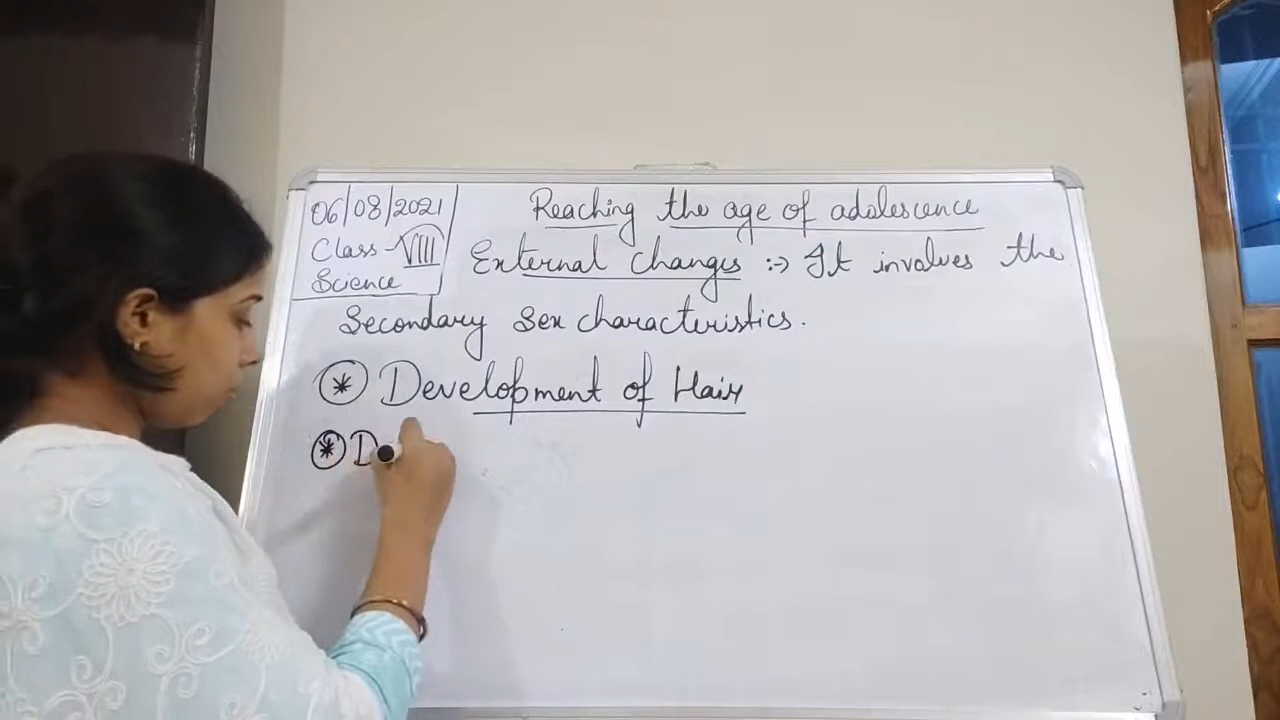 06/08/2021
Class - VIII
Science
Reaching the age of adolescence
External changes :-> It involves the
Secondary sex characteristics.
* Development of Hair
* D